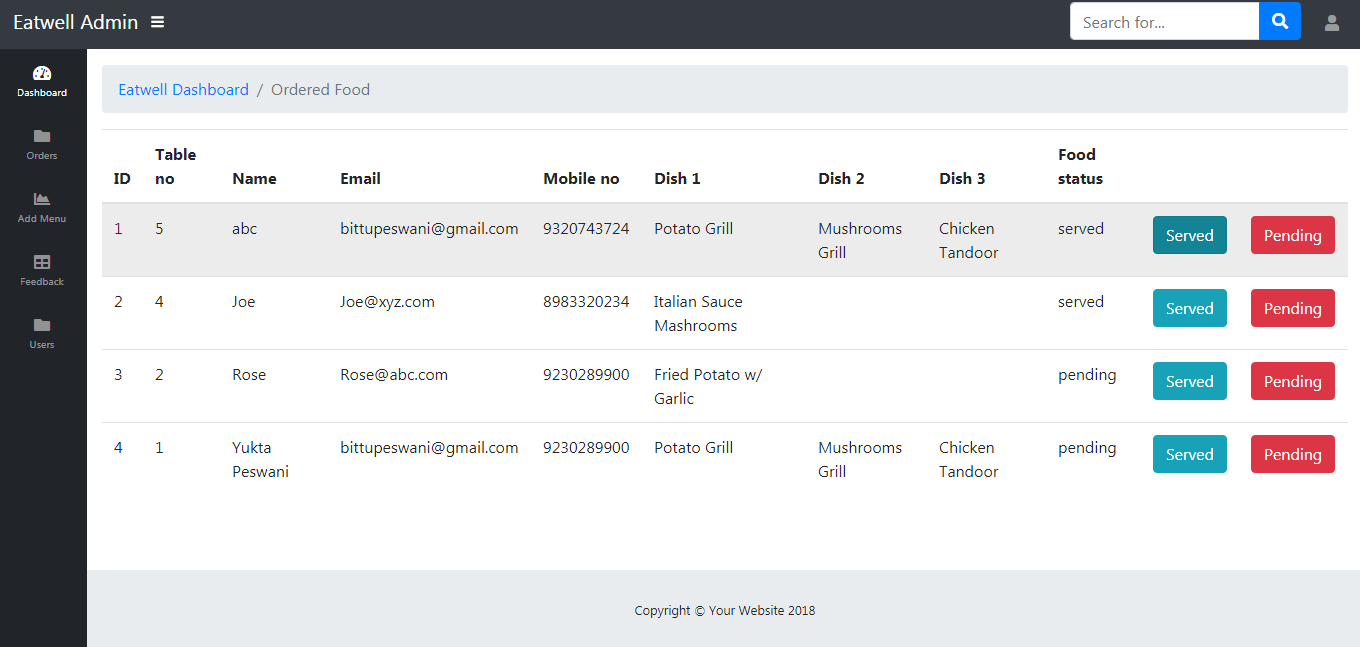 Eatwell Admin
Search for...
Dashboard
Orders
Add Menu
Feedback
Users
Eatwell Dashboard / Ordered Food
ID Table no Name Email Mobile no Dish 1 Dish 2 Dish 3 Food status
1 5 abc bittupeswani@gmail.com 9320743724 Potato Grill Mushrooms Grill Chicken Tandoor served Served Pending
2 4 Joe Joe@xyz.com 8983320234 Italian Sauce Mashrooms served Served Pending
3 2 Rose Rose@abc.com 9230289900 Fried Potato w/ Garlic pending Served Pending
4 1 Yukta Peswani bittupeswani@gmail.com 9230289900 Potato Grill Mushrooms Grill Chicken Tandoor pending Served Pending
Copyright © Your Website 2018